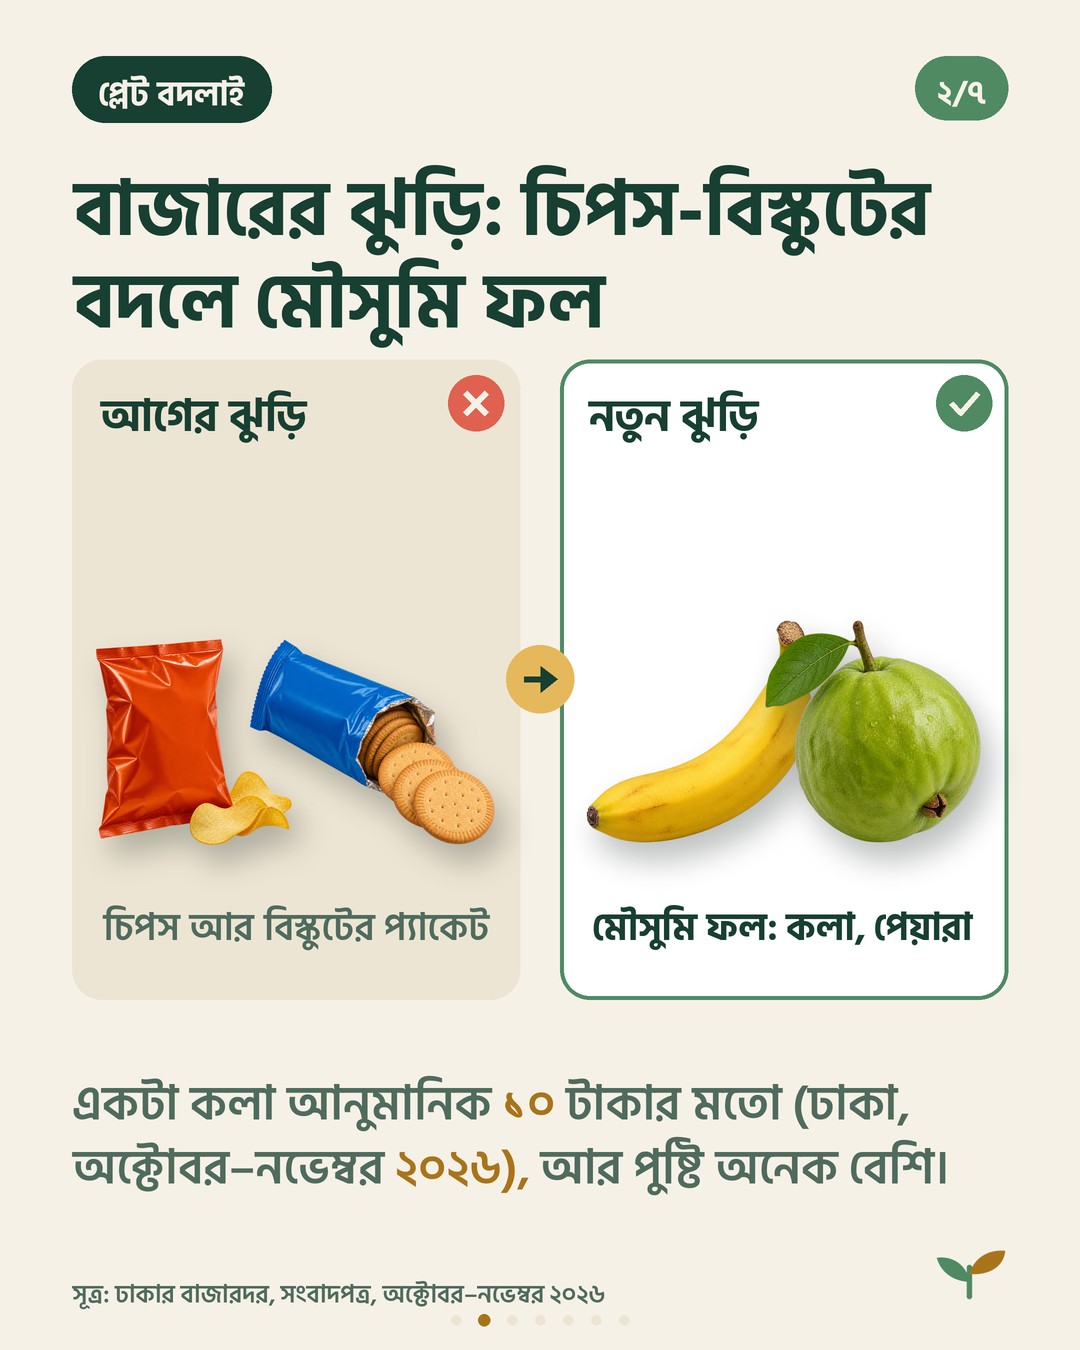 প্লেট বদলাই
২/৭
বাজারের ঝুড়ি: চিপস-বিস্কুটের
বদলে মৌসুমি ফল
আগের ঝুড়ি
নতুন ঝুড়ি
চিপস আর বিস্কুটের প্যাকেট
মৌসুমি ফল: কলা, পেয়ারা
একটা কলা আনুমানিক ১০ টাকার মতো (ঢাকা,
অক্টোবর–নভেম্বর ২০২৬), আর পুষ্টি অনেক বেশি।
সূত্র: ঢাকার বাজারদর, সংবাদপত্র, অক্টোবর–নভেম্বর ২০২৬